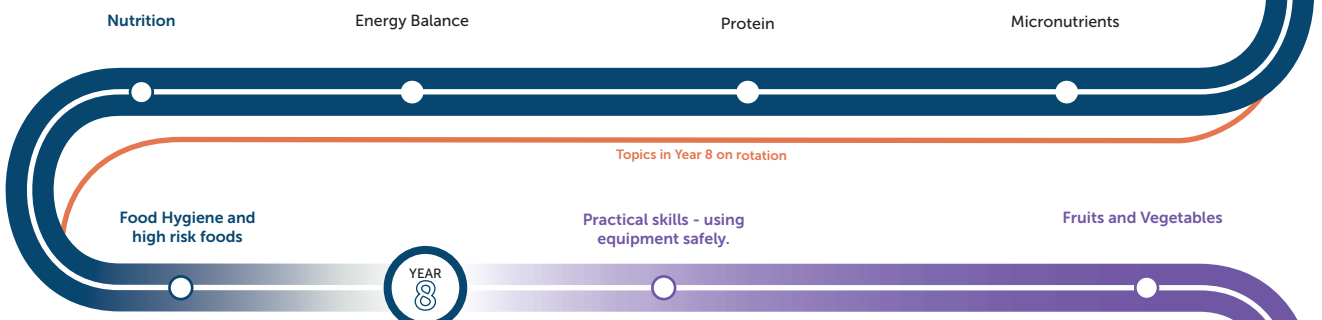 Nutrition
Energy Balance
Protein
Micronutrients
Topics in Year 8 on rotation
Food Hygiene and
high risk foods
Practical skills - using
equipment safely.
Fruits and Vegetables
YEAR
8